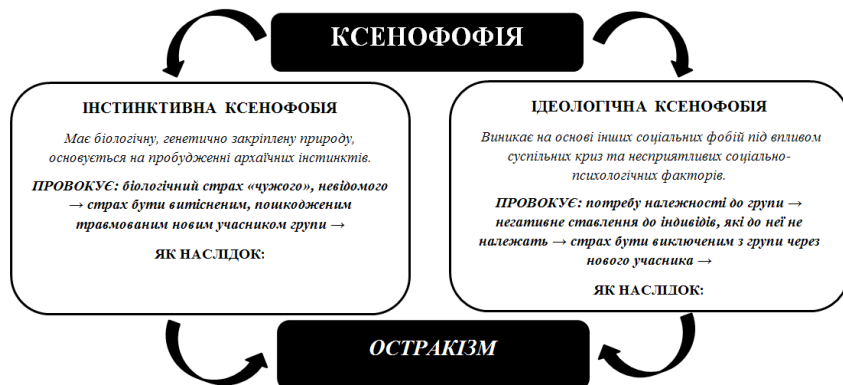 КСЕНОФОФІЯ
ІНСТИНКТИВНА КСЕНОФОБІЯ
Має біологічну, генетично закріплену природу,
основується на пробудженні архаїчних інстинктів.
ПРОВОКУЄ: біологічний страх «чужого», невідомого
→ страх бути витісненим, пошкодженим
травмованим новим учасником групи →
ЯК НАСЛІДОК:
ІДЕОЛОГІЧНА КСЕНОФОБІЯ
Виникає на основі інших соціальних фобій під впливом
суспільних криз та несприятливих соціально-
психологічних факторів.
ПРОВОКУЄ: потребу належності до групи →
негативне ставлення до індивідів, які до неї не
належать → страх бути виключеним з групи через
нового учасника →
ЯК НАСЛІДОК:
ОСТРАКІЗМ